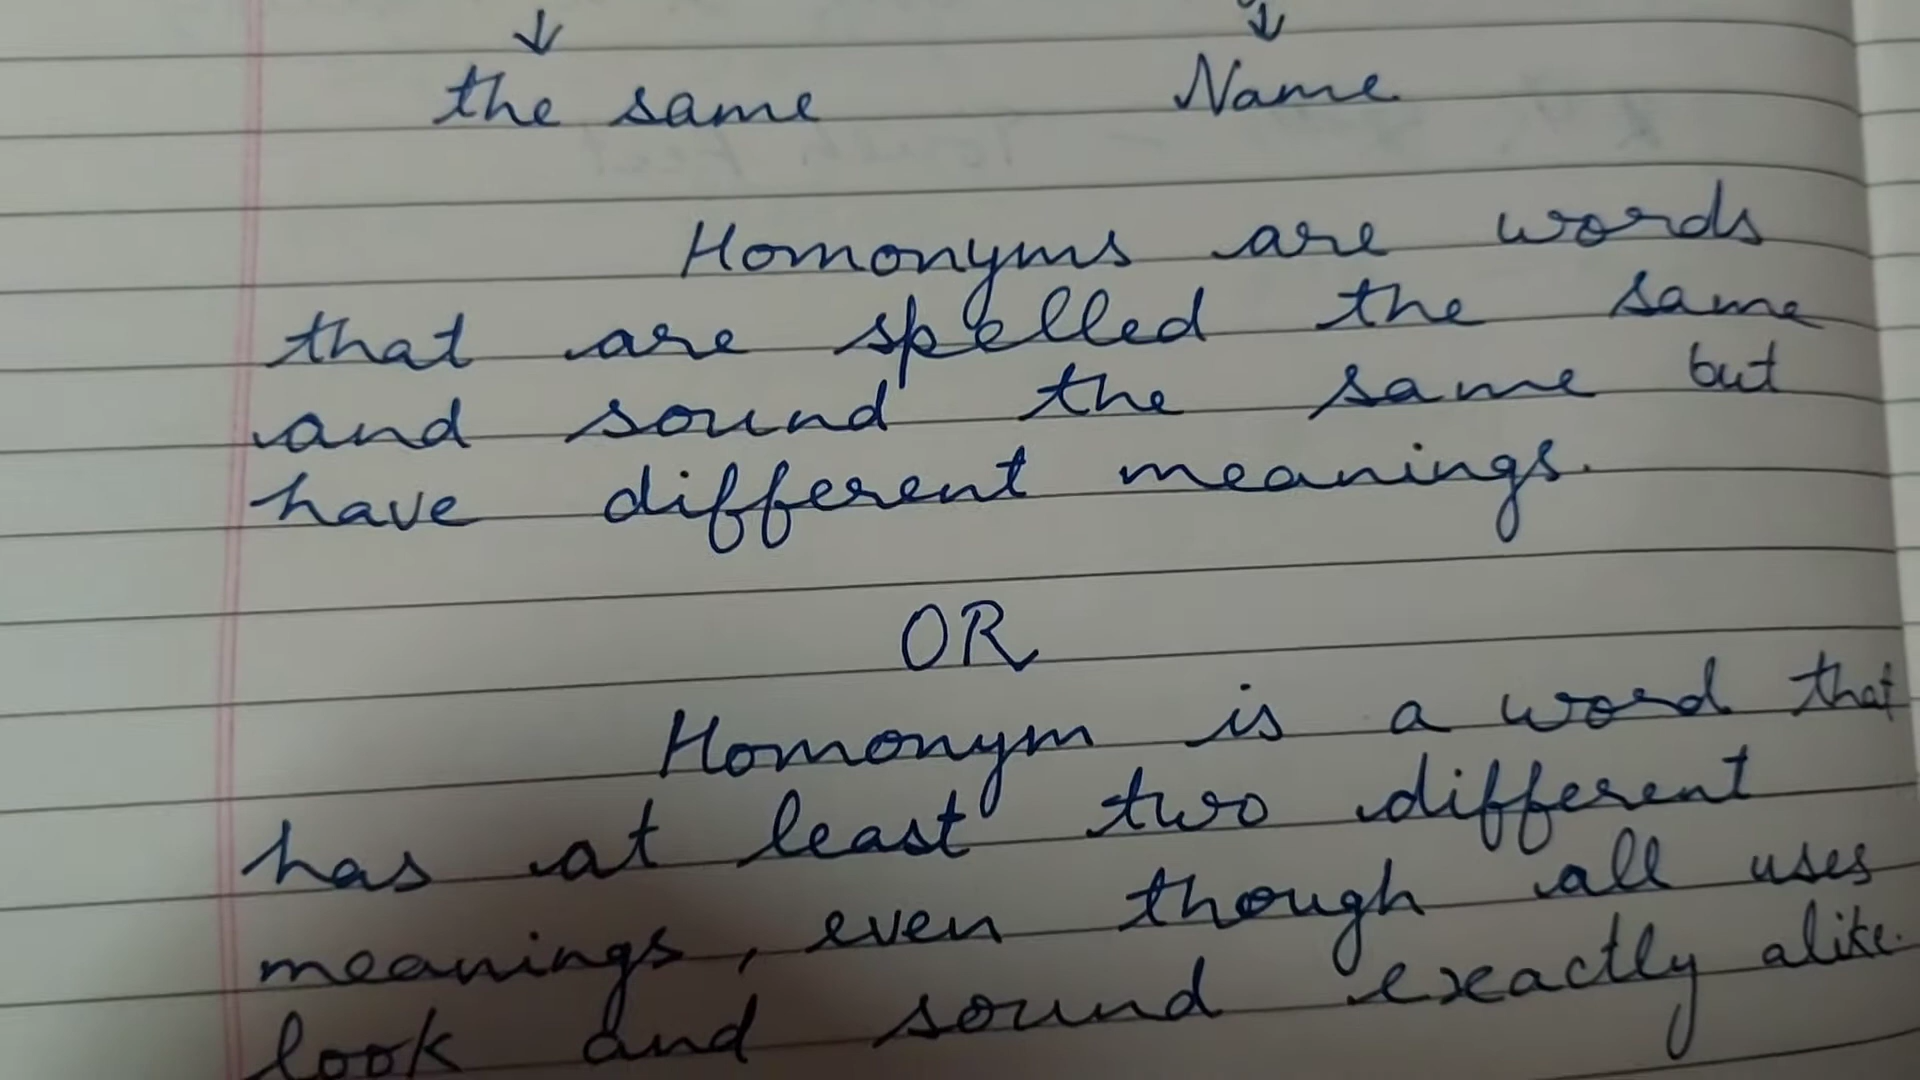 ↓ ↓
the same Name
Homonyms are words
that are spelled the same
and sound the same but
have different meanings.
OR
Homonym is a word that
has at least two different
meanings, even though all uses
look and sound exactly alike.